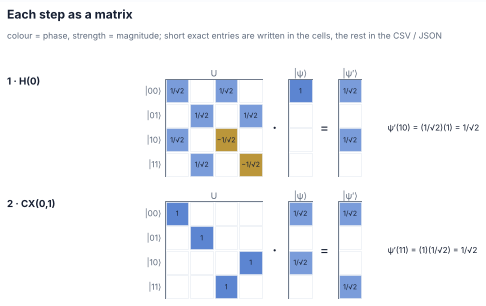 Each step as a matrix
colour = phase, strength = magnitude; short exact entries are written in the cells, the rest in the CSV / JSON
1 · H(0)
U |ψ⟩ |ψ′⟩
|00⟩ 1/√2 1/√2 1 1/√2
|01⟩ 1/√2 1/√2
· = ψ′(10) = (1/√2)(1) = 1/√2
|10⟩ 1/√2 −1/√2 1/√2
|11⟩ 1/√2 −1/√2
2 · CX(0,1)
U |ψ⟩ |ψ′⟩
|00⟩ 1 1/√2 1/√2
|01⟩ 1
· = ψ′(11) = (1)(1/√2) = 1/√2
|10⟩ 1 1/√2
|11⟩ 1 1/√2